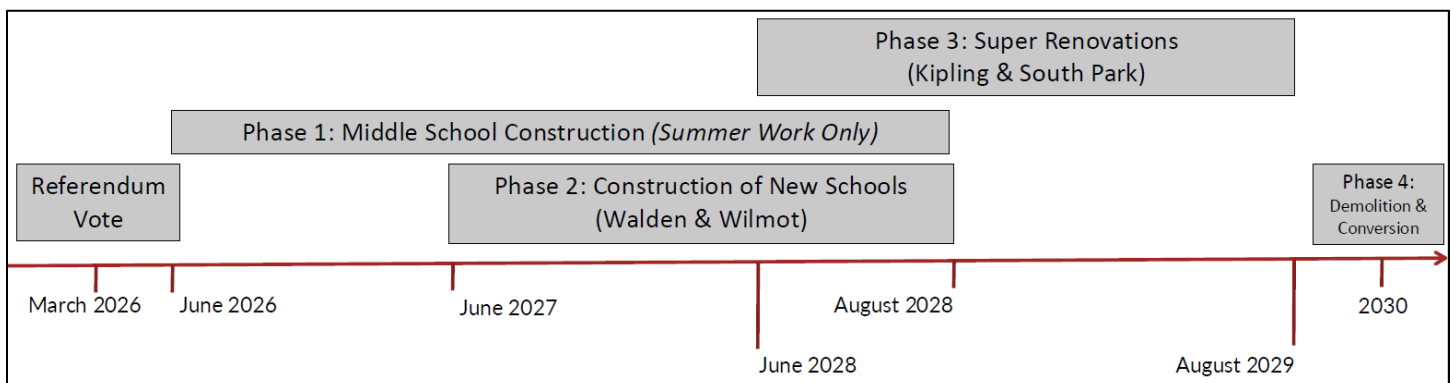 Phase 3: Super Renovations
(Kipling & South Park)
Phase 1: Middle School Construction (Summer Work Only)
Referendum
Vote
Phase 2: Construction of New Schools
(Walden & Wilmot)
Phase 4:
Demolition &
Conversion
March 2026
June 2026
June 2027
August 2028
2030
June 2028
August 2029